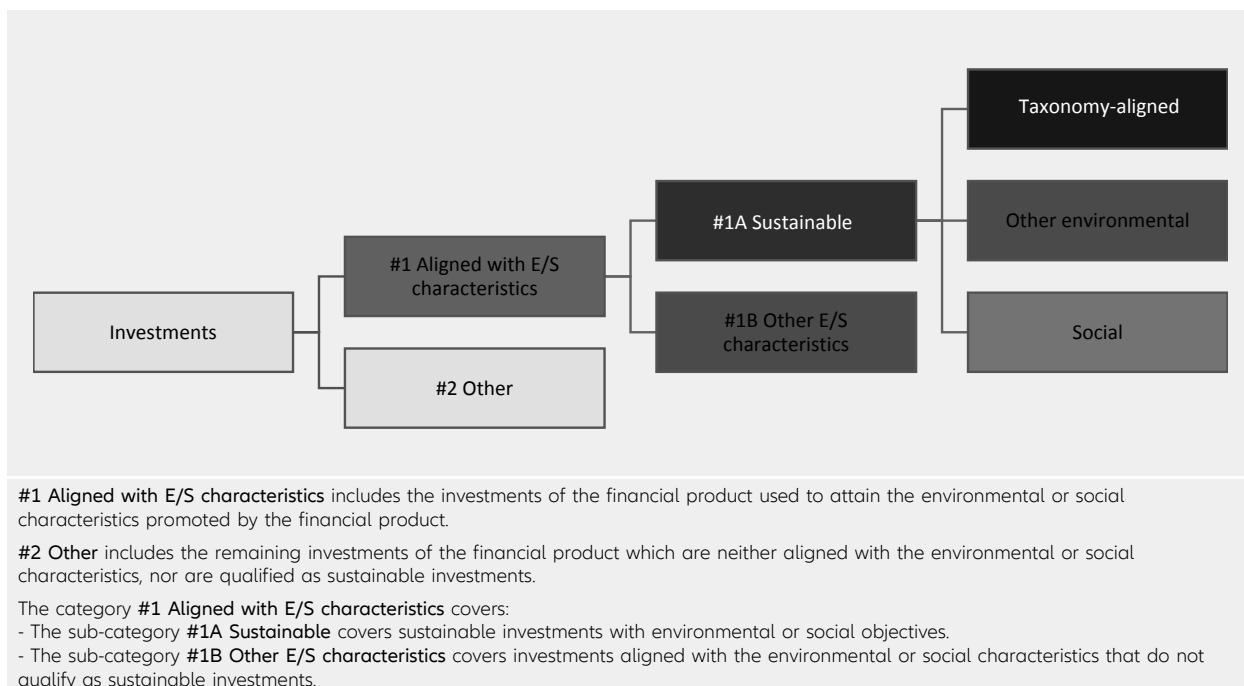 Taxonomy-aligned
#1A Sustainable
Other environmental
#1 Aligned with E/S
characteristics
Investments
#1B Other E/S
characteristics
Social
#2 Other
#1 Aligned with E/S characteristics includes the investments of the financial product used to attain the environmental or social
characteristics promoted by the financial product.
#2 Other includes the remaining investments of the financial product which are neither aligned with the environmental or social
characteristics, nor are qualified as sustainable investments.
The category #1 Aligned with E/S characteristics covers:
- The sub-category #1A Sustainable covers sustainable investments with environmental or social objectives.
- The sub-category #1B Other E/S characteristics covers investments aligned with the environmental or social characteristics that do not
qualify as sustainable investments.